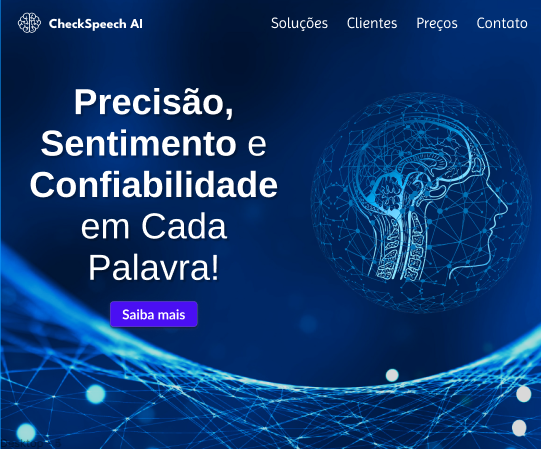 CheckSpeech AI
Soluções Clientes Preços Contato
Precisão,
Sentimento e
Confiabilidade
em Cada
Palavra!
Saiba mais